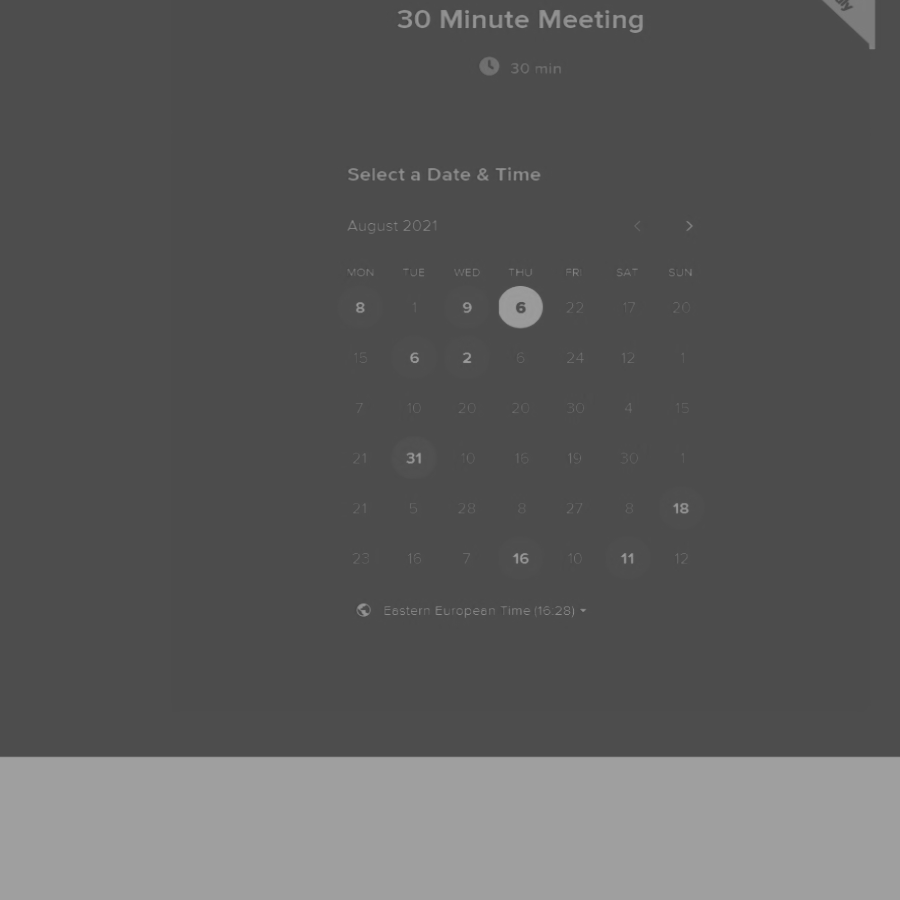 30 Minute Meeting
30 min
Select a Date & Time
August 2021
MON TUE WED THU FRI SAT SUN
8 1 9 6 22 17 20
15 6 2 6 24 12 1
7 10 20 20 30 4 15
21 31 10 16 19 30 1
21 5 28 8 27 8 18
23 16 7 16 10 11 12
Eastern European Time (16:28)